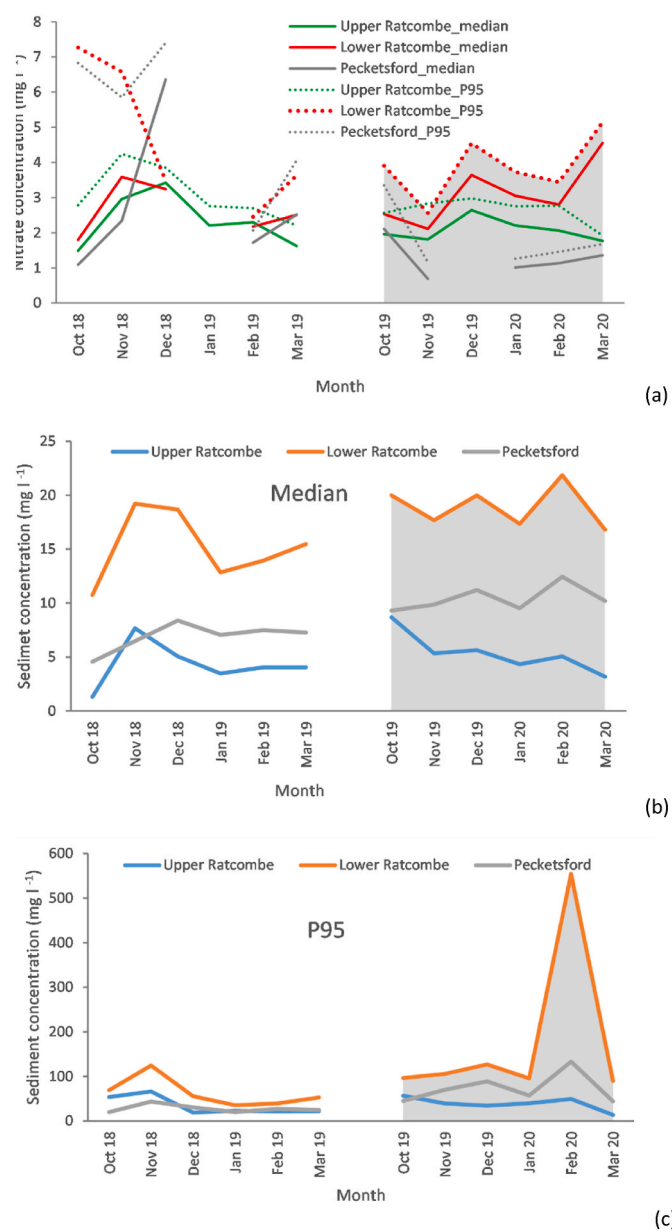 8
7
6
5
4
3
2
1
0
Nitrate concentration (mg l ⁻¹)
Upper Ratcombe_median
Lower Ratcombe_median
Pecketsford_median
Upper Ratcombe_P95
Lower Ratcombe_P95
Pecketsford_P95
Oct 18
Nov 18
Dec 18
Jan 19
Feb 19
Mar 19
Oct 19
Nov 19
Dec 19
Jan 20
Feb 20
Mar 20
Month
(a)
25
20
15
10
5
0
Sedimet concentration (mg l ⁻¹)
Upper Ratcombe Lower Ratcombe Pecketsford
Median
Oct 18
Nov 18
Dec 18
Jan 19
Feb 19
Mar 19
Oct 19
Nov 19
Dec 19
Jan 20
Feb 20
Mar 20
Month
(b)
600
500
400
300
200
100
0
Sediment concentration (mg l ⁻¹)
Upper Ratcombe Lower Ratcombe Pecketsford
P95
Oct 18
Nov 18
Dec 18
Jan 19
Feb 19
Mar 19
Oct 19
Nov 19
Dec 19
Jan 20
Feb 20
Mar 20
Month
(c)